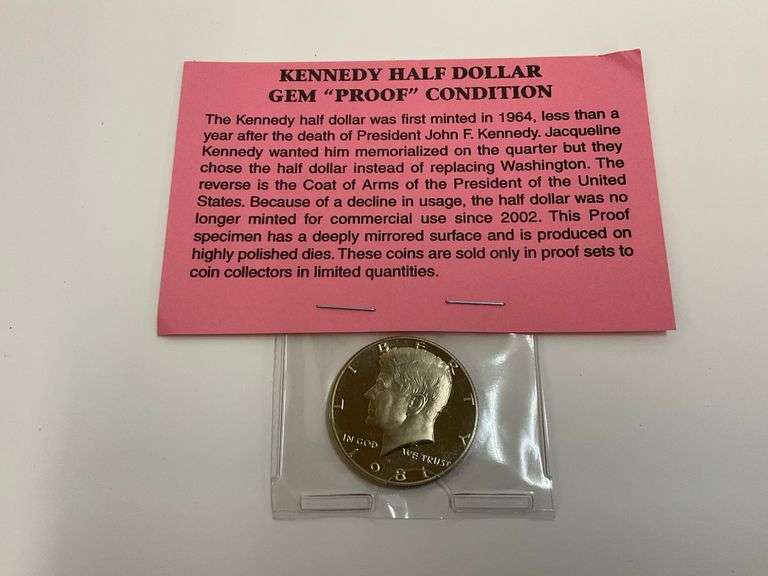 KENNEDY HALF DOLLAR
GEM “PROOF” CONDITION
The Kennedy half dollar was first minted in 1964, less than a
year after the death of President John F. Kennedy. Jacqueline
Kennedy wanted him memorialized on the quarter but they
chose the half dollar instead of replacing Washington. The
reverse is the Coat of Arms of the President of the United
States. Because of a decline in usage, the half dollar was no
longer minted for commercial use since 2002. This Proof
specimen has a deeply mirrored surface and is produced on
highly polished dies. These coins are sold only in proof sets to
coin collectors in limited quantities.
LIBERTY
IN GOD WE TRUST
1981